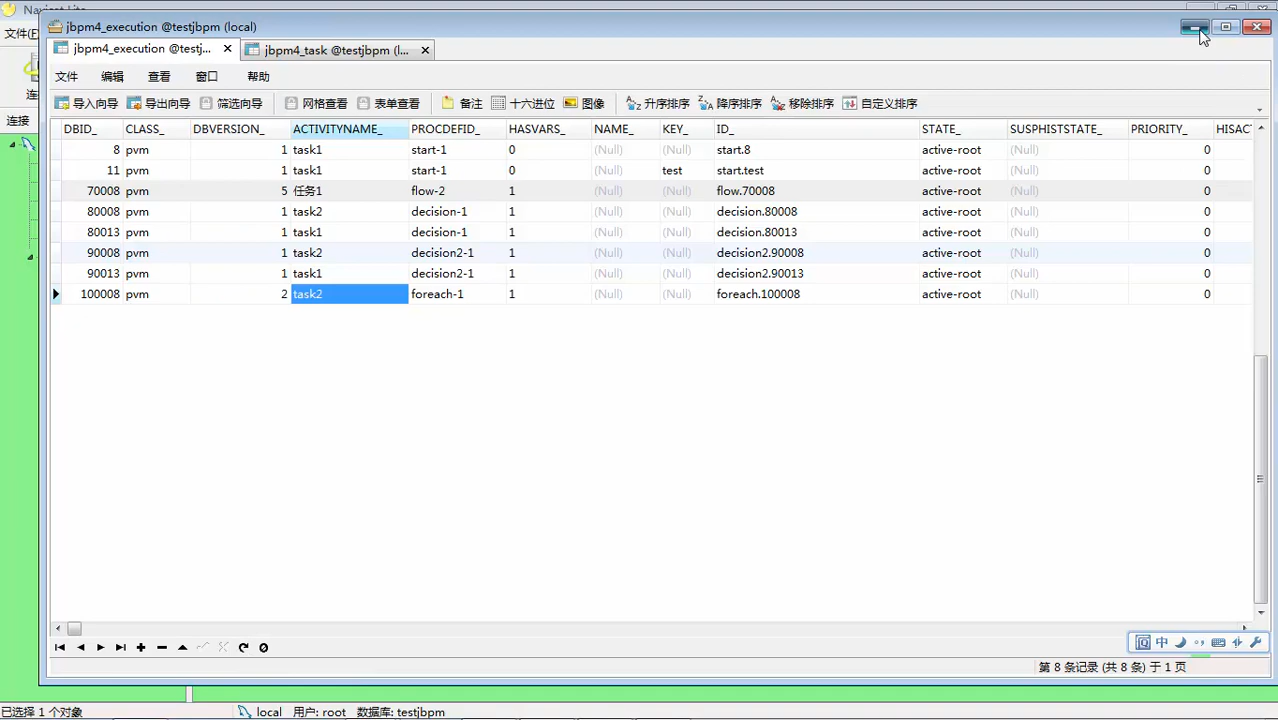 Navicat Lite
jbpm4_execution @testjbpm (local)
文件(F)
jbpm4_execution @testj...
jbpm4_task @testjbpm (l...
文件 编辑 查看 窗口 帮助
导入向导 导出向导 筛选向导 网格查看 表单查看 备注 十六进位 图像 升序排序 降序排序 移除排序 自定义排序
连接
DBID_ CLASS_ DBVERSION_ ACTIVITYNAME_ PROCDEFID_ HASVARS_ NAME_ KEY_ ID_ STATE_ SUSPHISTSTATE_ PRIORITY_ HISAC
8 pvm 1 task1 start-1 0 (Null) (Null) start.8 active-root (Null) 0
11 pvm 1 task1 start-1 0 (Null) test start.test active-root (Null) 0
70008 pvm 5 任务1 flow-2 1 (Null) (Null) flow.70008 active-root (Null) 0
80008 pvm 1 task2 decision-1 1 (Null) (Null) decision.80008 active-root (Null) 0
80013 pvm 1 task1 decision-1 1 (Null) (Null) decision.80013 active-root (Null) 0
90008 pvm 1 task2 decision2-1 1 (Null) (Null) decision2.90008 active-root (Null) 0
90013 pvm 1 task1 decision2-1 1 (Null) (Null) decision2.90013 active-root (Null) 0
100008 pvm 2 task2 foreach-1 1 (Null) (Null) foreach.100008 active-root (Null) 0
中
第 8 条记录 (共 8 条) 于 1 页
已选择 1 个对象 local 用户: root 数据库: testjbpm